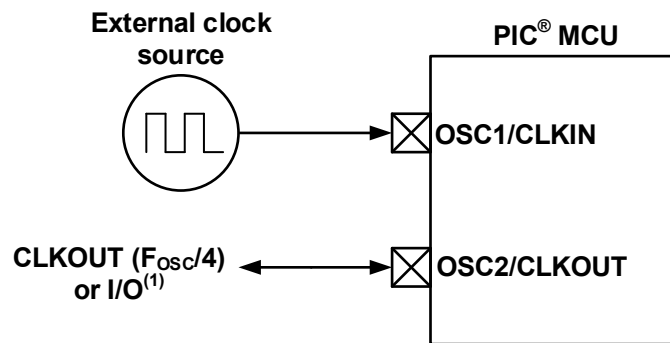 External clock
source
PIC® MCU
OSC1/CLKIN
CLKOUT (FOSC/4)
or I/O(1)
OSC2/CLKOUT